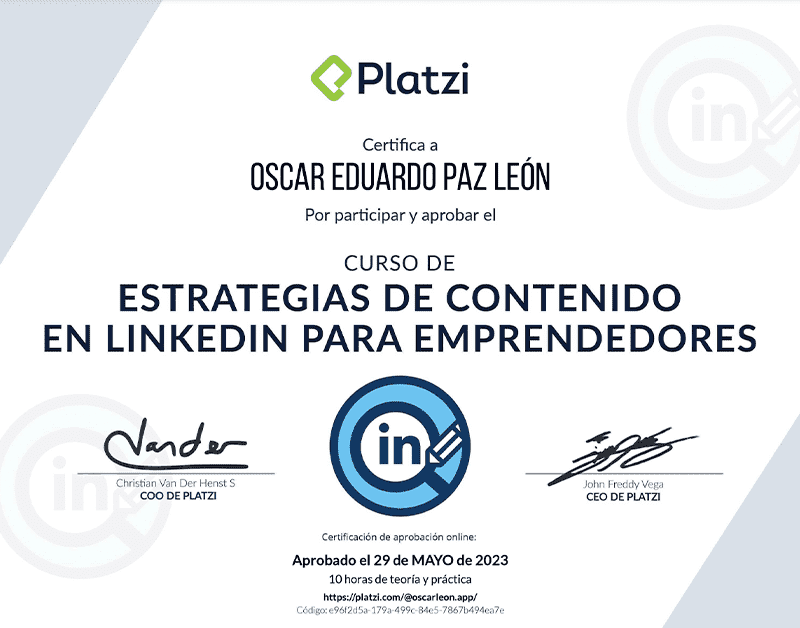 Platzi
Certifica a
OSCAR EDUARDO PAZ LEÓN
Por participar y aprobar el
CURSO DE
ESTRATEGIAS DE CONTENIDO
EN LINKEDIN PARA EMPRENDEDORES
in
in
in
Vander
Christian Van Der Henst S
COO DE PLATZI
John Freddy Vega
CEO DE PLATZI
Certificación de aprobación online:
Aprobado el 29 de MAYO de 2023
10 horas de teoría y práctica
https://platzi.com/@oscarleon.app/
Código: e96f2d5a-179a-499c-84e5-7867b494ea7e